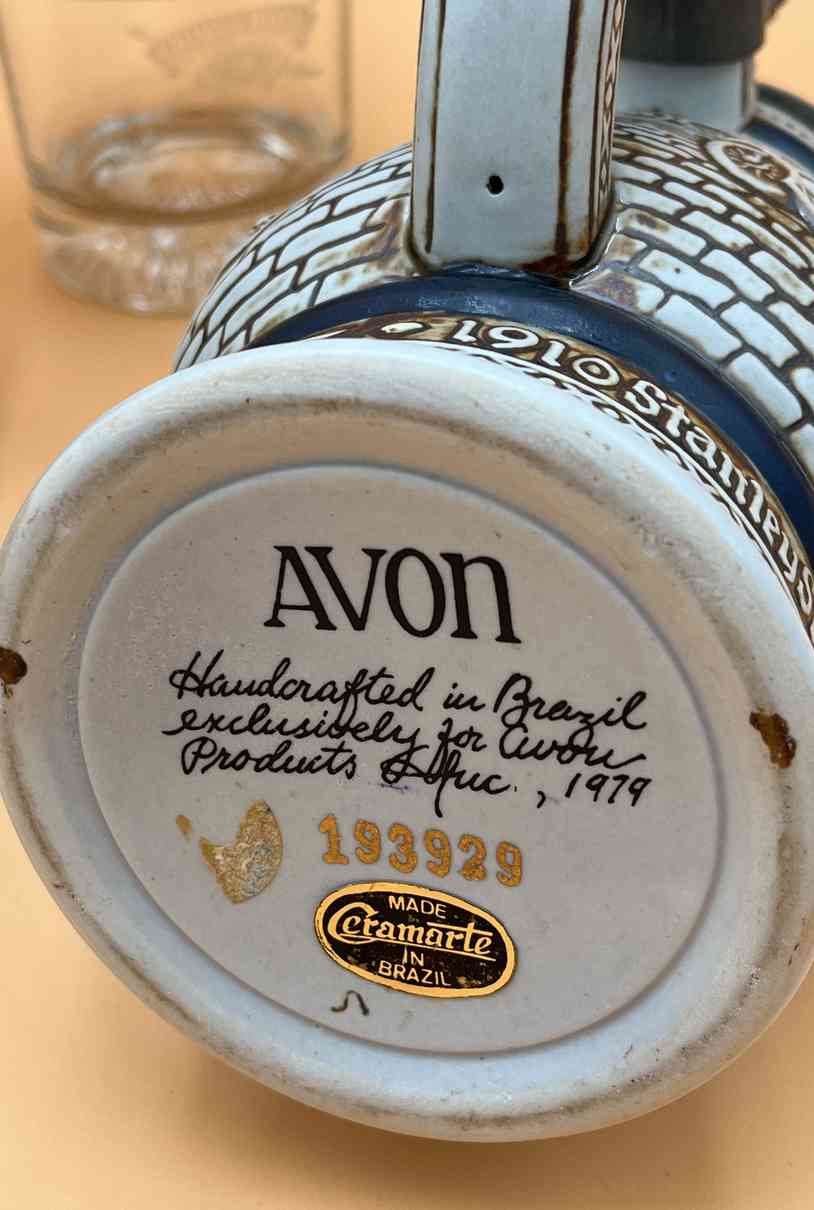 1910 Stanleys
AVON
Handcrafted in Brazil
exclusively for Avon
Products Inc., 1979
193929
MADE
Ceramarte
IN
BRAZIL